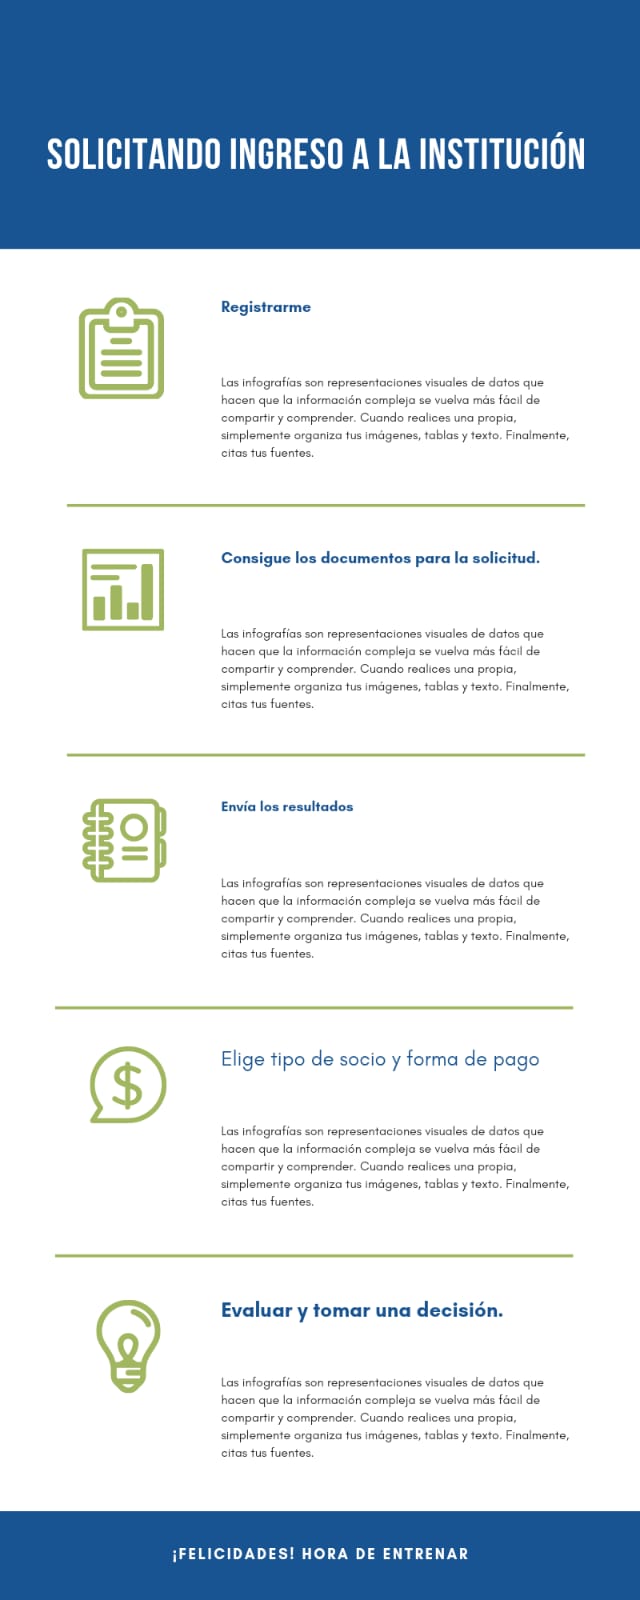 SOLICITANDO INGRESO A LA INSTITUCIÓN
Registrarme
Las infografías son representaciones visuales de datos que
hacen que la información compleja se vuelva más fácil de
compartir y comprender. Cuando realices una propia,
simplemente organiza tus imágenes, tablas y texto. Finalmente,
citas tus fuentes.
Consigue los documentos para la solicitud.
Las infografías son representaciones visuales de datos que
hacen que la información compleja se vuelva más fácil de
compartir y comprender. Cuando realices una propia,
simplemente organiza tus imágenes, tablas y texto. Finalmente,
citas tus fuentes.
Envía los resultados
Las infografías son representaciones visuales de datos que
hacen que la información compleja se vuelva más fácil de
compartir y comprender. Cuando realices una propia,
simplemente organiza tus imágenes, tablas y texto. Finalmente,
citas tus fuentes.
$
Elige tipo de socio y forma de pago
Las infografías son representaciones visuales de datos que
hacen que la información compleja se vuelva más fácil de
compartir y comprender. Cuando realices una propia,
simplemente organiza tus imágenes, tablas y texto. Finalmente,
citas tus fuentes.
Evaluar y tomar una decisión.
Las infografías son representaciones visuales de datos que
hacen que la información compleja se vuelva más fácil de
compartir y comprender. Cuando realices una propia,
simplemente organiza tus imágenes, tablas y texto. Finalmente,
citas tus fuentes.
¡FELICIDADES! HORA DE ENTRENAR